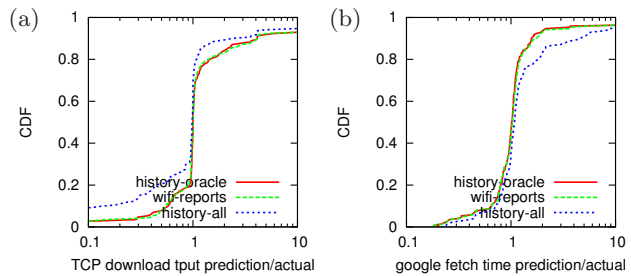 (a)
1
0.8
0.6
0.4
0.2
0
CDF
history-oracle
wifi-reports
history-all
0.1
1
10
TCP download tput prediction/actual
(b)
1
0.8
0.6
0.4
0.2
0
CDF
history-oracle
wifi-reports
history-all
0.1
1
10
google fetch time prediction/actual